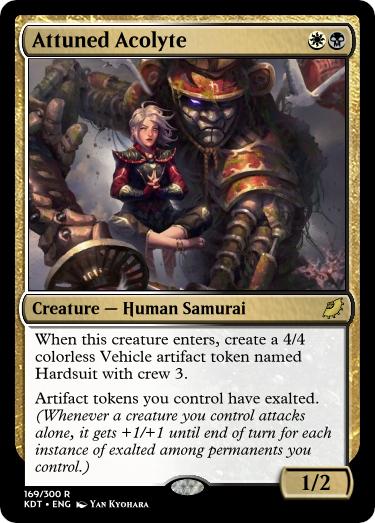 Attuned Acolyte
Creature — Human Samurai
When this creature enters, create a 4/4
colorless Vehicle artifact token named
Hardsuit with crew 3.
Artifact tokens you control have exalted.
(Whenever a creature you control attacks
alone, it gets +1/+1 until end of turn for each
instance of exalted among permanents you
control.)
1/2
169/300 R
KDT • ENG Yan Kyohara